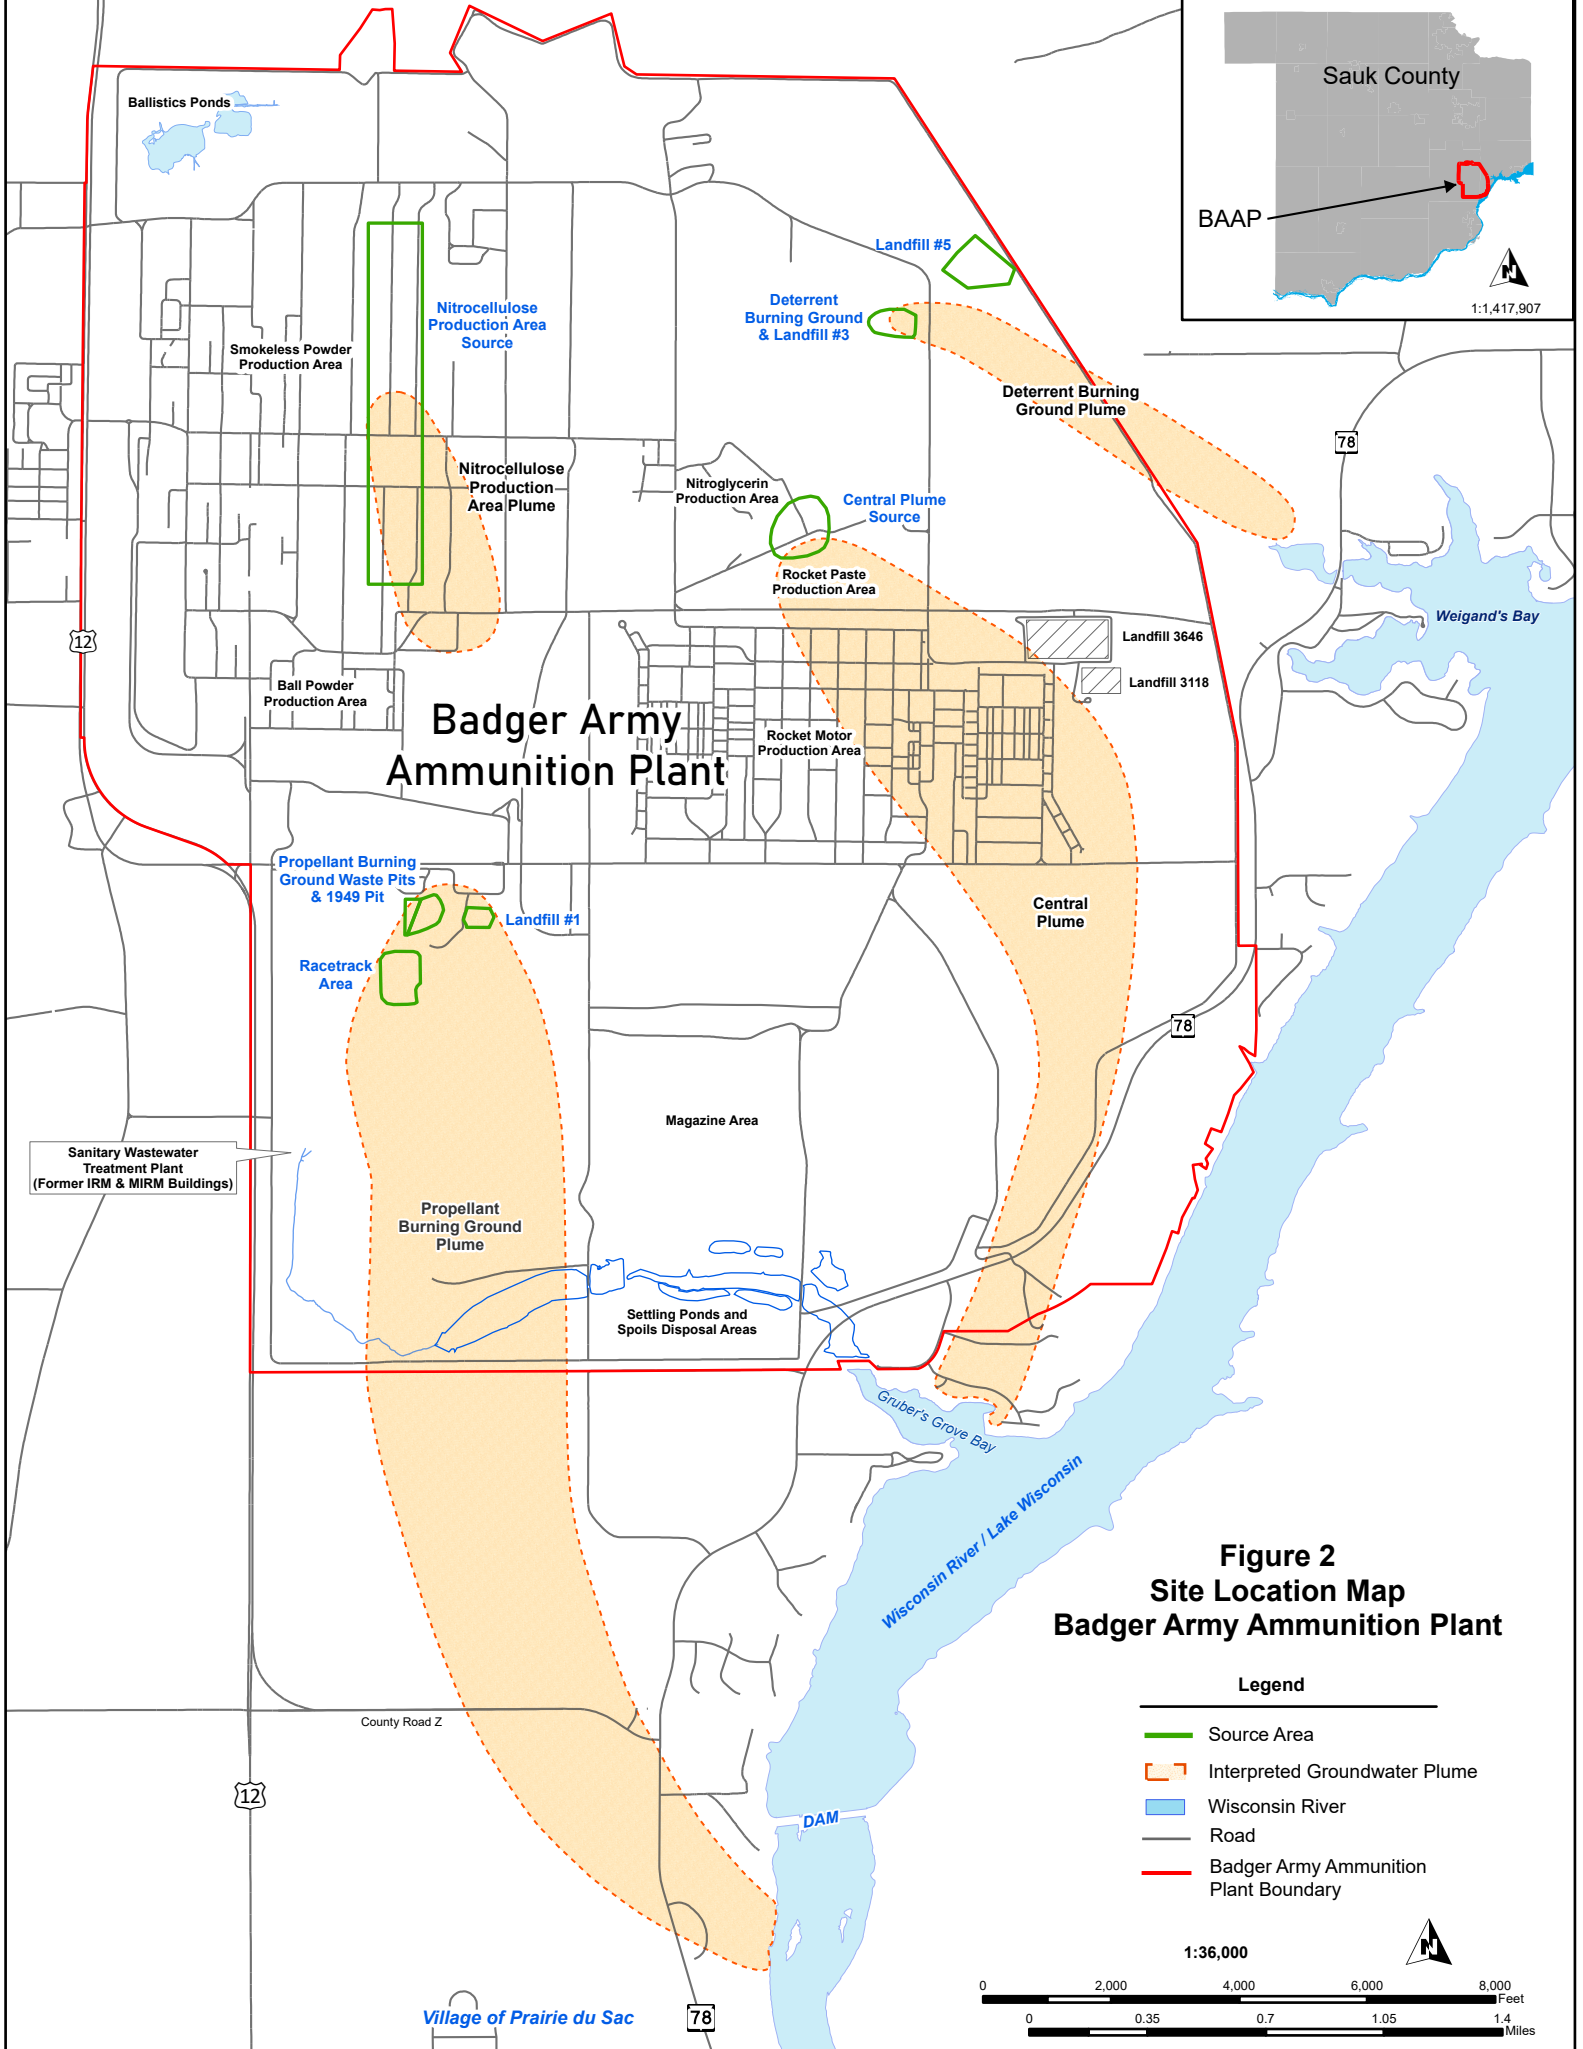 Sauk County
BAAP
N
1:1,417,907
Ballistics Ponds
Landfill #5
Nitrocellulose
Production Area
Source
Deterrent
Burning Ground
& Landfill #3
Smokeless Powder
Production Area
Deterrent Burning
Ground Plume
78
Nitrocellulose
Production
Area Plume
Nitroglycerin
Production Area
Central Plume
Source
Rocket Paste
Production Area
Weigand's Bay
12
Landfill 3646
Landfill 3118
Ball Powder
Production Area
Badger Army
Ammunition Plant
Rocket Motor
Production Area
Propellant Burning
Ground Waste Pits
& 1949 Pit
Landfill #1
Central
Plume
Racetrack
Area
78
Magazine Area
Sanitary Wastewater
Treatment Plant
(Former IRM & MIRM Buildings)
Propellant
Burning Ground
Plume
Settling Ponds and
Spoils Disposal Areas
Gruber's Grove Bay
Wisconsin River / Lake Wisconsin
Figure 2
Site Location Map
Badger Army Ammunition Plant
Legend
Source Area
Interpreted Groundwater Plume
Wisconsin River
Road
Badger Army Ammunition
Plant Boundary
County Road Z
12
DAM
1:36,000
N
0 2,000 4,000 6,000 8,000
Feet
0 0.35 0.7 1.05 1.4
Miles
Village of Prairie du Sac
78